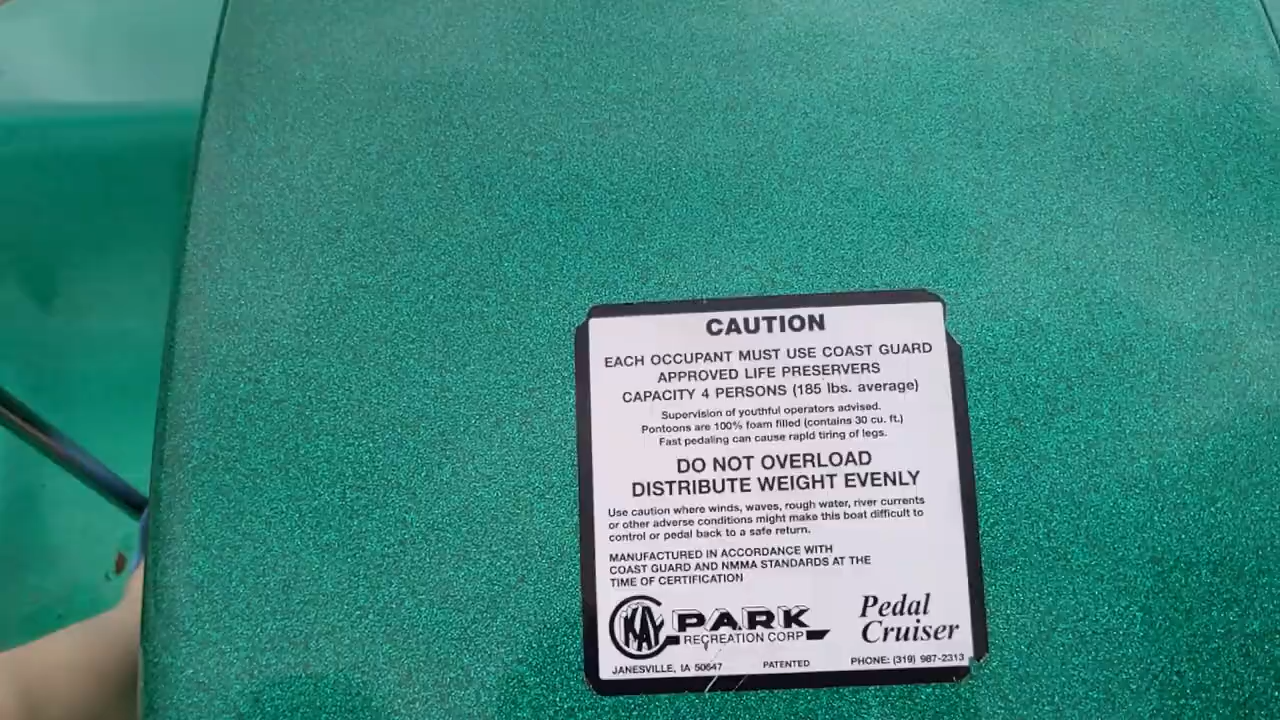 CAUTION
EACH OCCUPANT MUST USE COAST GUARD
APPROVED LIFE PRESERVERS
CAPACITY 4 PERSONS (185 lbs. average)
Supervision of youthful operators advised.
Pontoons are 100% foam filled (contains 30 cu. ft.)
Fast pedaling can cause rapid tiring of legs.
DO NOT OVERLOAD
DISTRIBUTE WEIGHT EVENLY
Use caution where winds, waves, rough water, river currents
or other adverse conditions might make this boat difficult to
control or pedal back to a safe return.
MANUFACTURED IN ACCORDANCE WITH
COAST GUARD AND NMMA STANDARDS AT THE
TIME OF CERTIFICATION
KAY PARK
RECREATION CORP
Pedal
Cruiser
JANESVILLE, IA 50647 PATENTED PHONE: (319) 987-2313